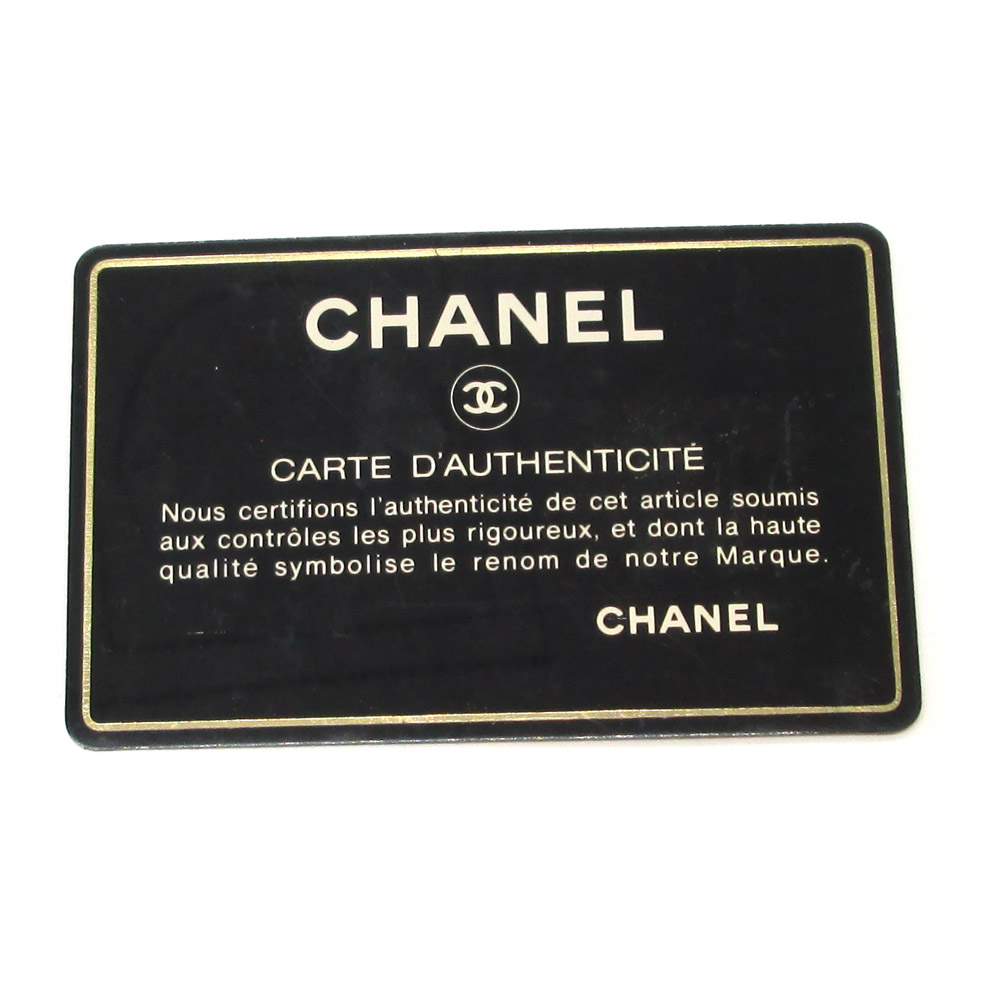 CHANEL
CARTE D'AUTHENTICITÉ
Nous certifions l'authenticité de cet article soumis
aux contrôles les plus rigoureux, et dont la haute
qualité symbolise le renom de notre Marque.
CHANEL